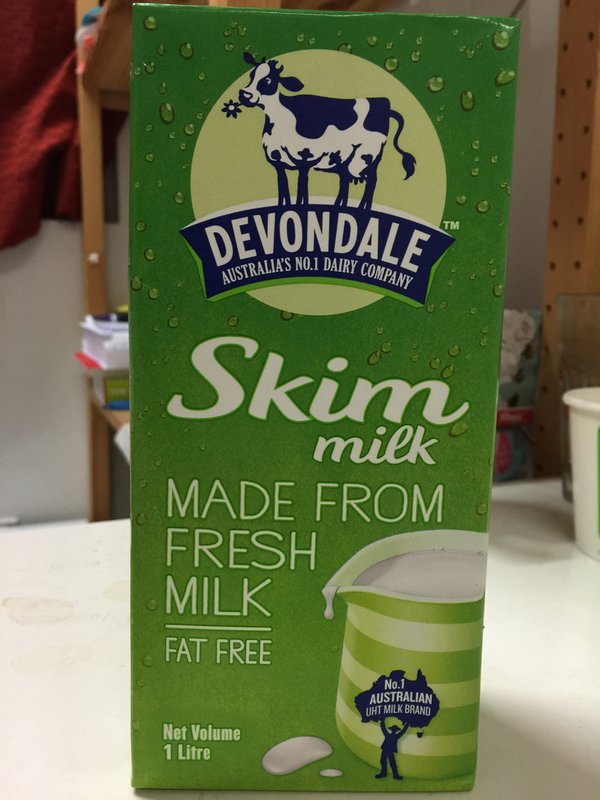 DEVONDALE TM
AUSTRALIA'S NO.1 DAIRY COMPANY
Skim
milk
MADE FROM
FRESH
MILK
FAT FREE
No.1
AUSTRALIAN
UHT MILK BRAND
Net Volume
1 Litre